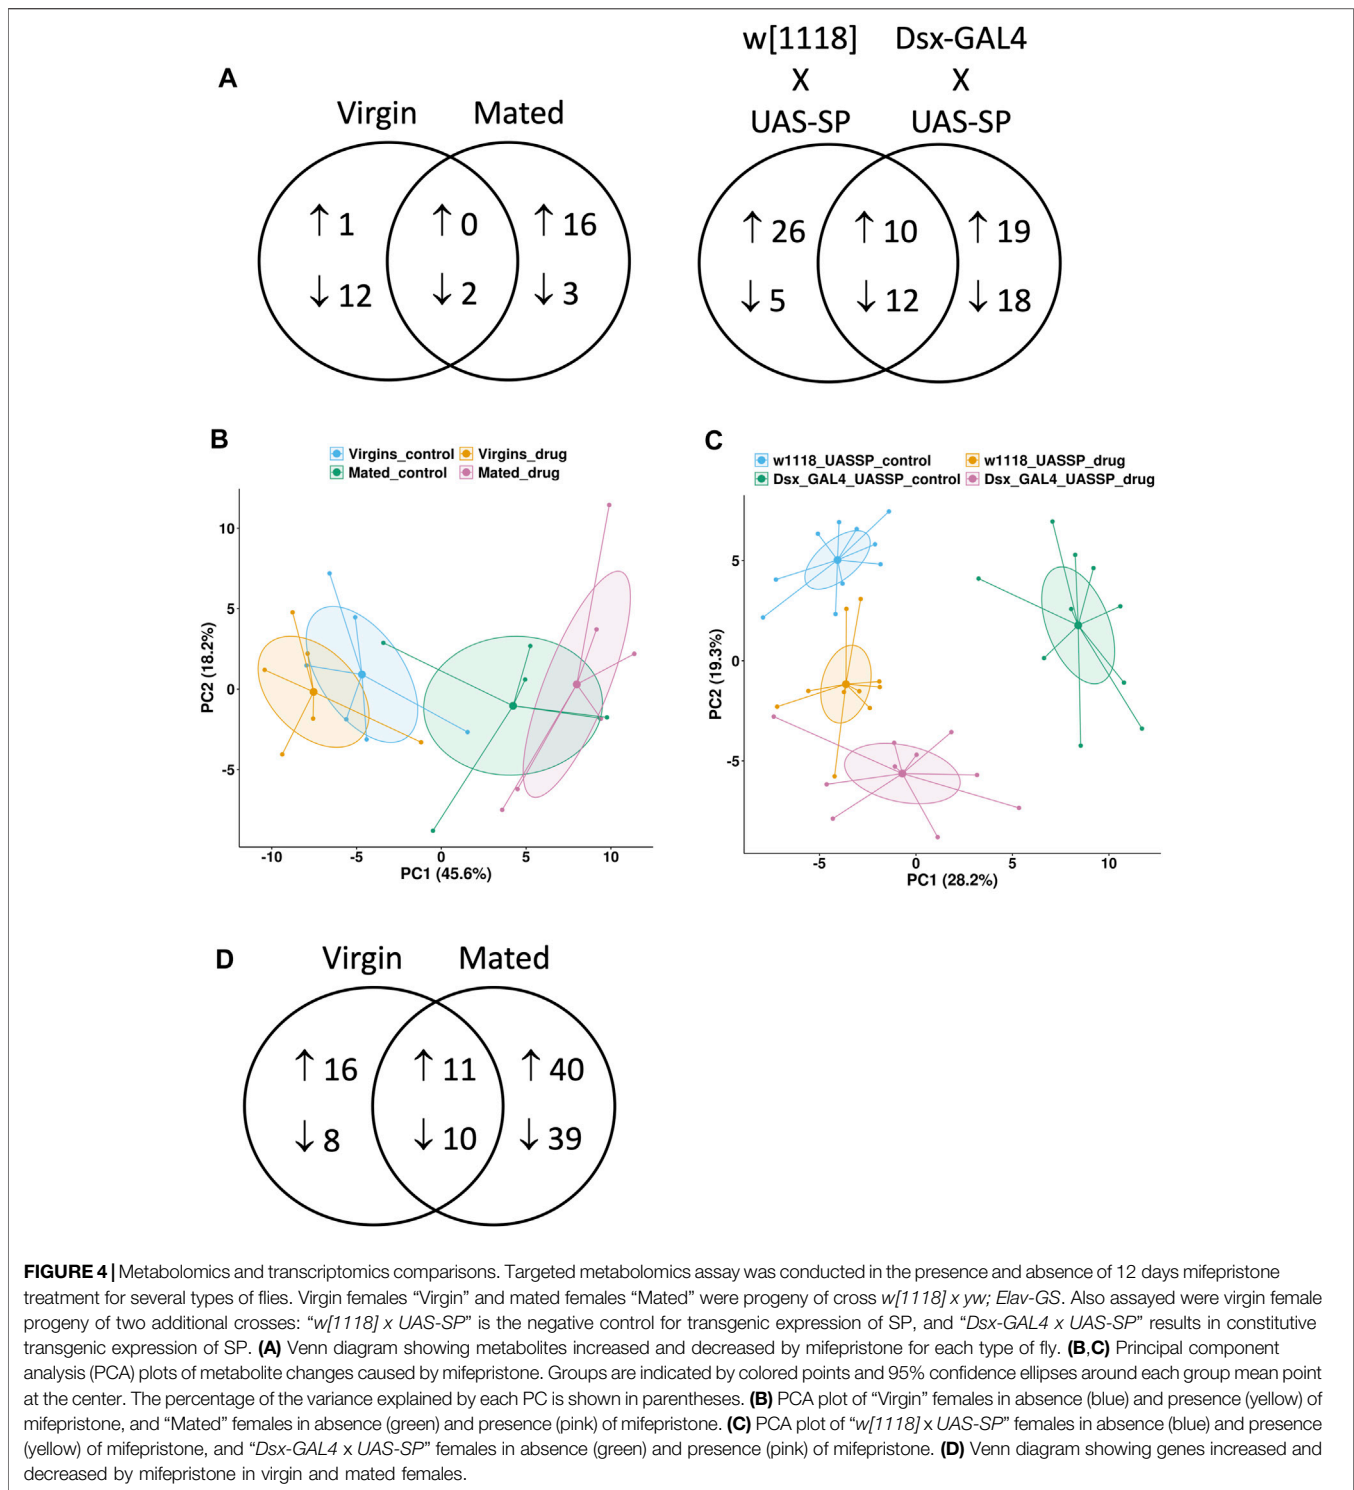 A
Virgin
Mated
↑ 1
↑ 0
↑ 16
↓ 12
↓ 2
↓ 3
w[1118]
X
UAS-SP
Dsx-GAL4
X
UAS-SP
↑ 26
↑ 10
↑ 19
↓ 5
↓ 12
↓ 18
B
Virgins_control
Virgins_drug
Mated_control
Mated_drug
PC2 (18.2%)
10
5
0
-5
-10
-5
0
5
10
PC1 (45.6%)
C
w1118_UASSP_control
w1118_UASSP_drug
Dsx_GAL4_UASSP_control
Dsx_GAL4_UASSP_drug
PC2 (19.3%)
5
0
-5
-5
0
5
10
PC1 (28.2%)
D
Virgin
Mated
↑ 16
↑ 11
↑ 40
↓ 8
↓ 10
↓ 39
FIGURE 4 | Metabolomics and transcriptomics comparisons. Targeted metabolomics assay was conducted in the presence and absence of 12 days mifepristone
treatment for several types of flies. Virgin females “Virgin” and mated females “Mated” were progeny of cross w[1118] x yw; Elav-GS. Also assayed were virgin female
progeny of two additional crosses: “w[1118] x UAS-SP” is the negative control for transgenic expression of SP, and “Dsx-GAL4 x UAS-SP” results in constitutive
transgenic expression of SP. (A) Venn diagram showing metabolites increased and decreased by mifepristone for each type of fly. (B,C) Principal component
analysis (PCA) plots of metabolite changes caused by mifepristone. Groups are indicated by colored points and 95% confidence ellipses around each group mean point
at the center. The percentage of the variance explained by each PC is shown in parentheses. (B) PCA plot of “Virgin” females in absence (blue) and presence (yellow) of
mifepristone, and “Mated” females in absence (green) and presence (pink) of mifepristone. (C) PCA plot of “w[1118] x UAS-SP” females in absence (blue) and presence
(yellow) of mifepristone, and “Dsx-GAL4 x UAS-SP” females in absence (green) and presence (pink) of mifepristone. (D) Venn diagram showing genes increased and
decreased by mifepristone in virgin and mated females.